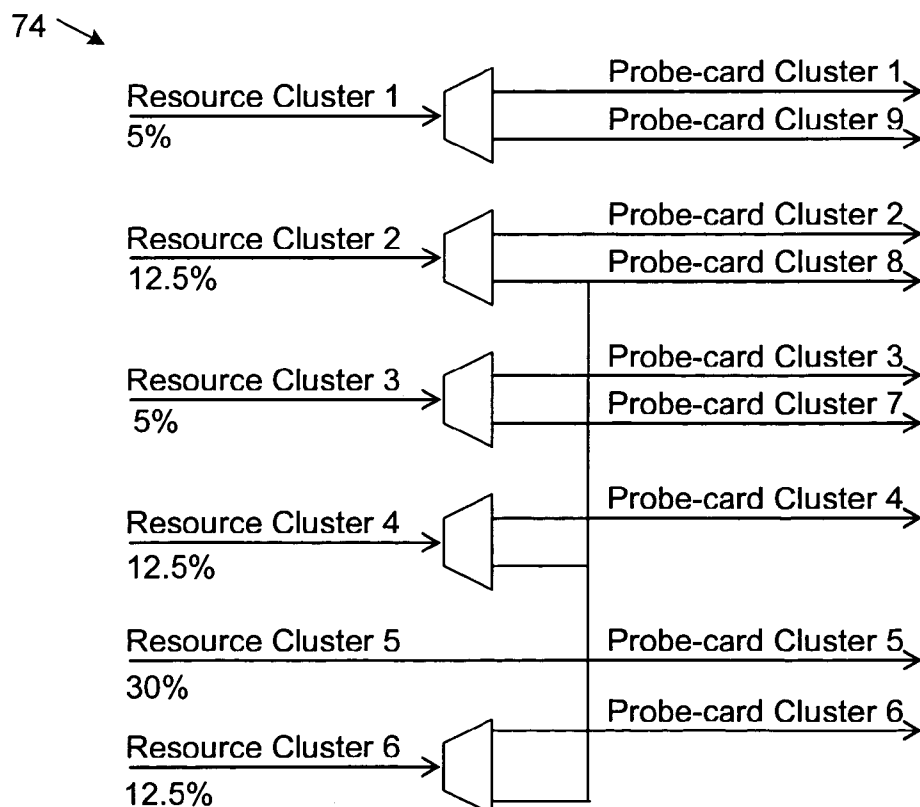 74
Probe-card Cluster 1
Resource Cluster 1
5%
Probe-card Cluster 9
Probe-card Cluster 2
Resource Cluster 2
12.5%
Probe-card Cluster 8
Probe-card Cluster 3
Resource Cluster 3
5%
Probe-card Cluster 7
Probe-card Cluster 4
Resource Cluster 4
12.5%
Resource Cluster 5
Probe-card Cluster 5
30%
Probe-card Cluster 6
Resource Cluster 6
12.5%